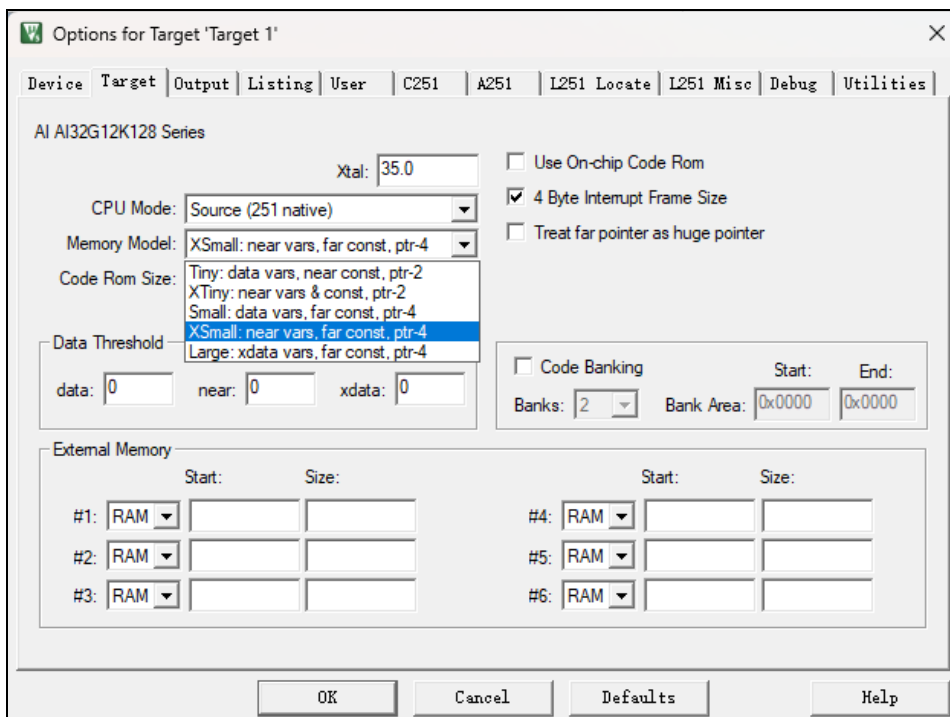 Options for Target 'Target 1'
Device Target Output Listing User C251 A251 L251 Locate L251 Misc Debug Utilities
AI AI32G12K128 Series
Xtal: 35.0
Use On-chip Code Rom
CPU Mode: Source (251 native)
4 Byte Interrupt Frame Size
Memory Model: XSmall: near vars, far const, ptr-4
Treat far pointer as huge pointer
Code Rom Size:
Tiny: data vars, near const, ptr-2
XTiny: near vars & const, ptr-2
Small: data vars, far const, ptr-4
XSmall: near vars, far const, ptr-4
Large: xdata vars, far const, ptr-4
Data Threshold
data: 0 near: 0 xdata: 0
Code Banking Start: End:
Banks: 2 Bank Area: 0x0000 0x0000
External Memory
Start: Size: Start: Size:
#1: RAM #4: RAM
#2: RAM #5: RAM
#3: RAM #6: RAM
OK Cancel Defaults Help